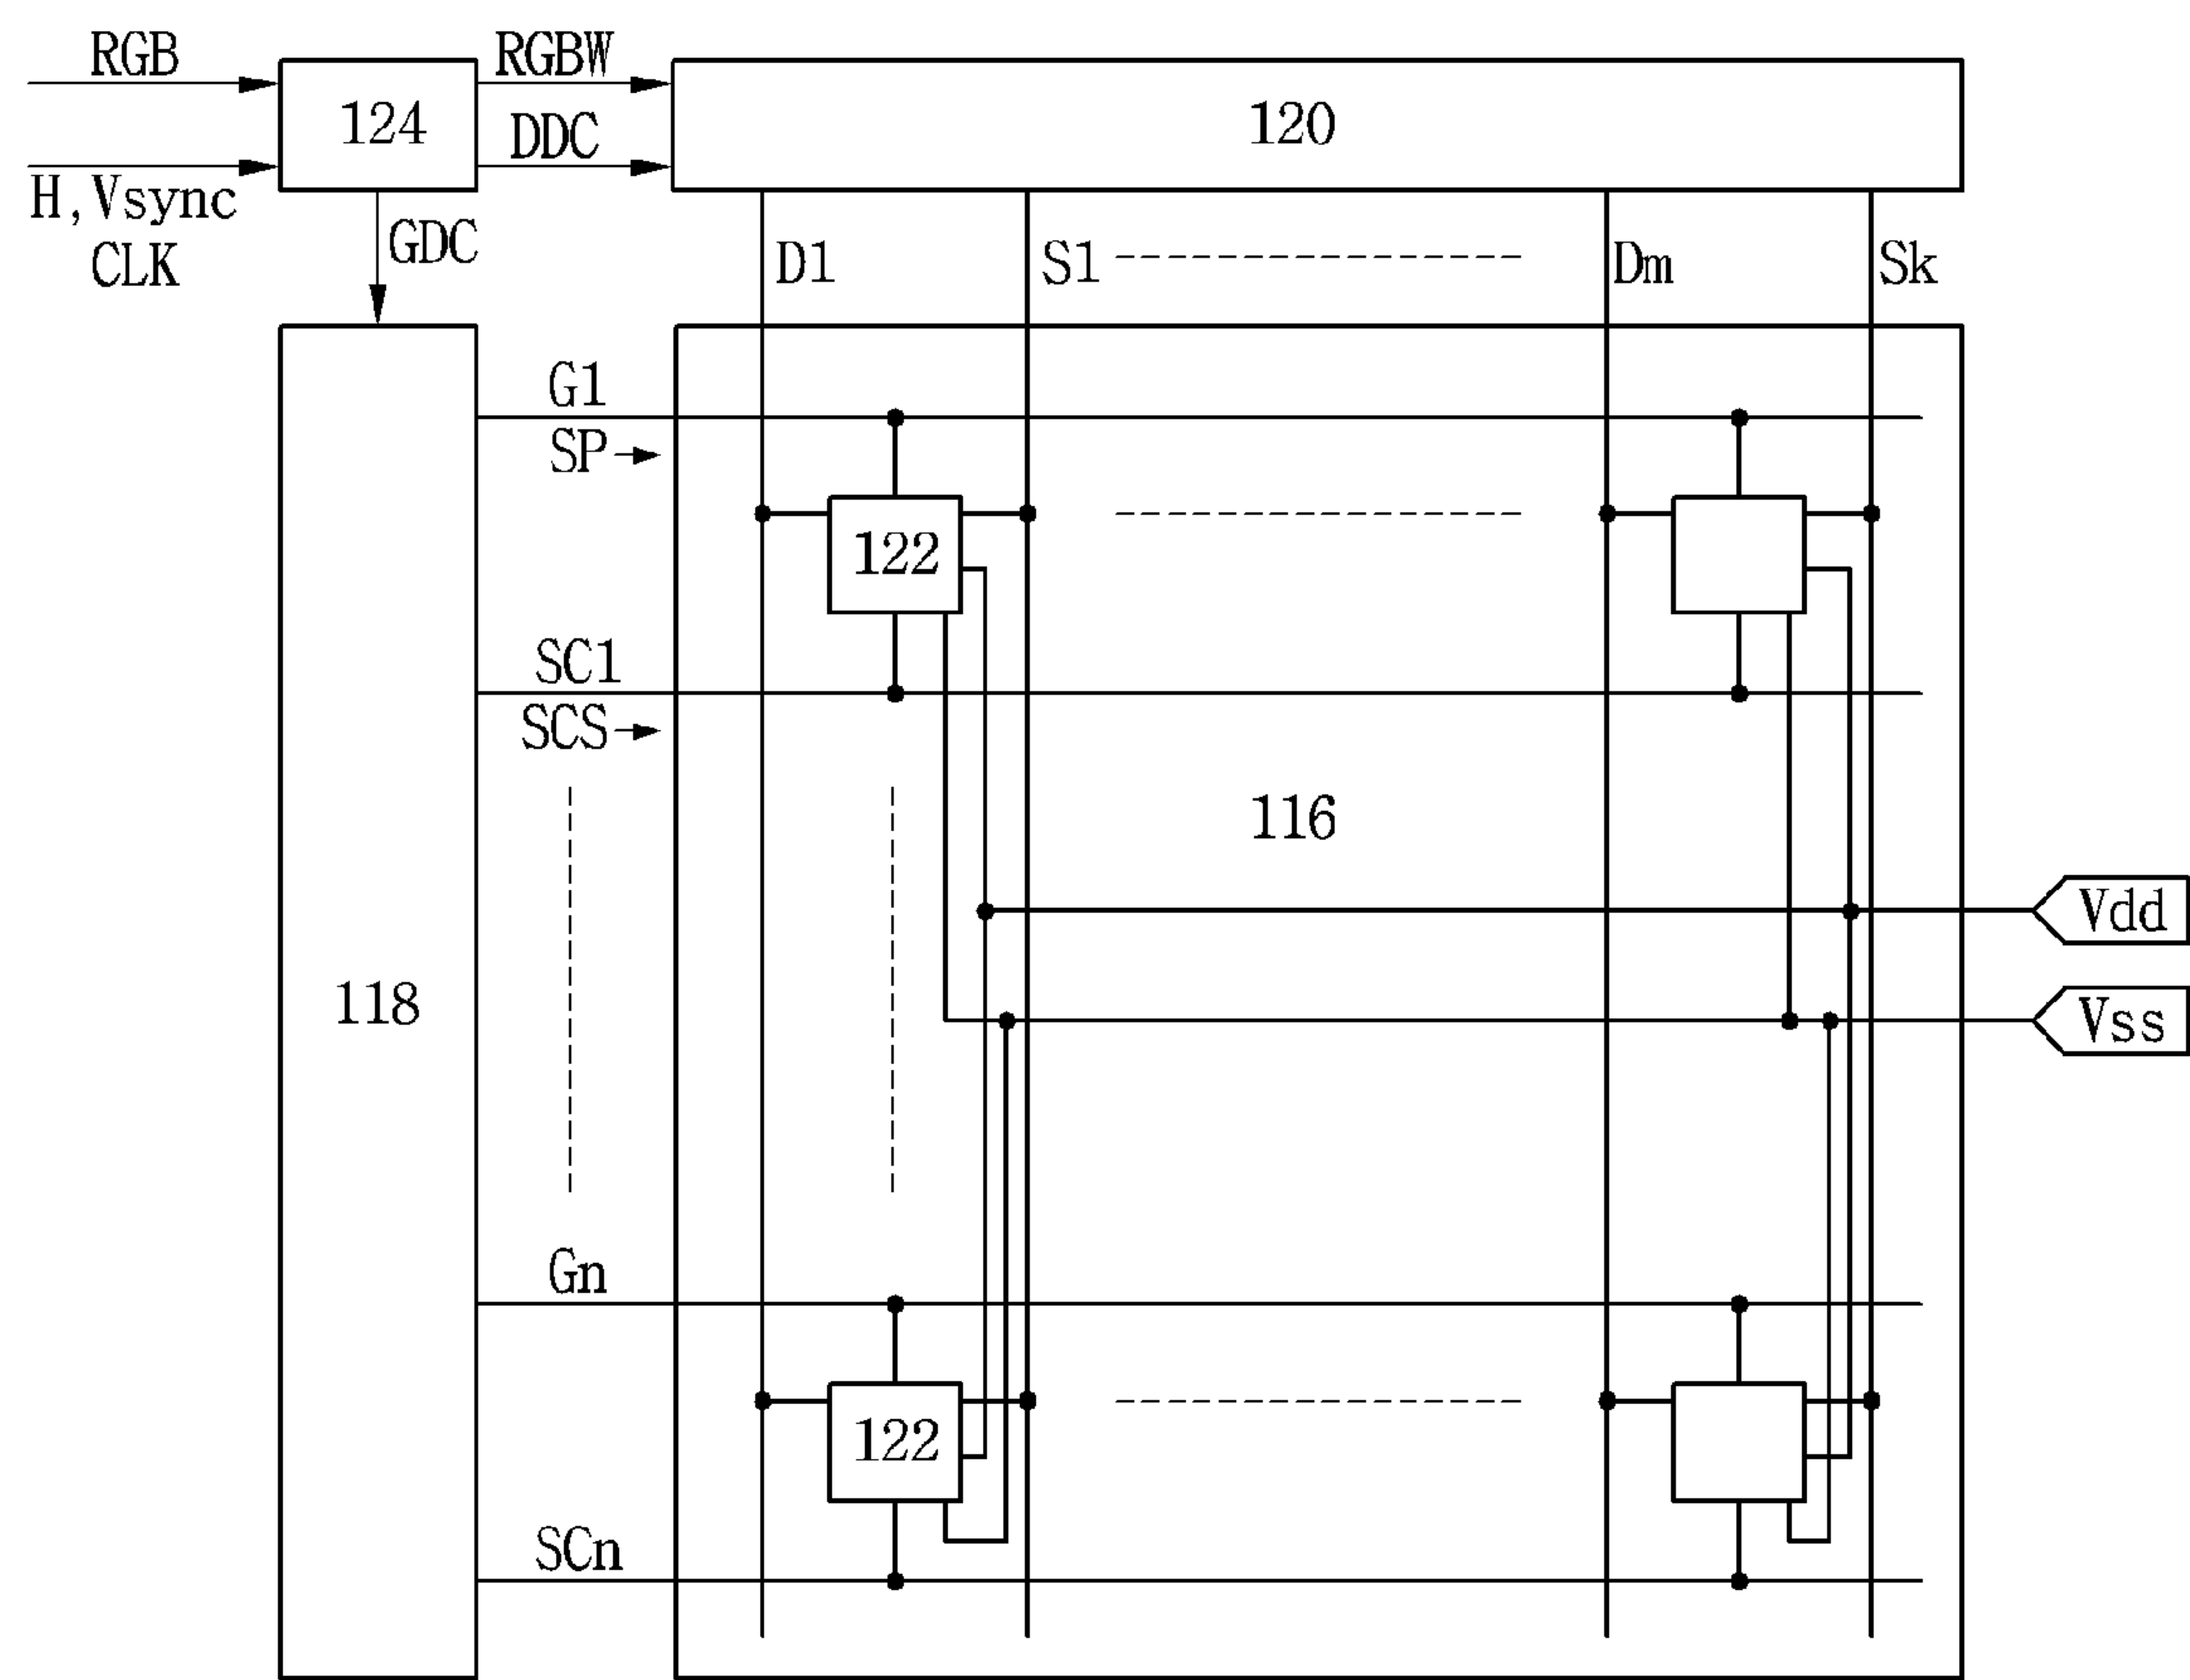 RGB
RGBW
124
120
DDC
H,Vsync
CLK
GDC
D1
S1
Dm
Sk
G1
SP
122
SC1
SCS
116
Vdd
118
Vss
Gn
122
SCn